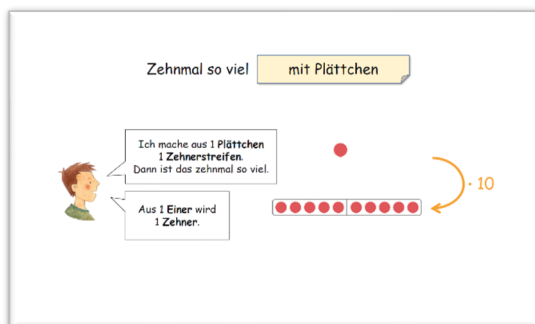 Zehnmal so viel mit Plättchen
Ich mache aus 1 Plättchen
1 Zehnerstreifen.
Dann ist das zehnmal so viel.
Aus 1 Einer wird
1 Zehner.
· 10